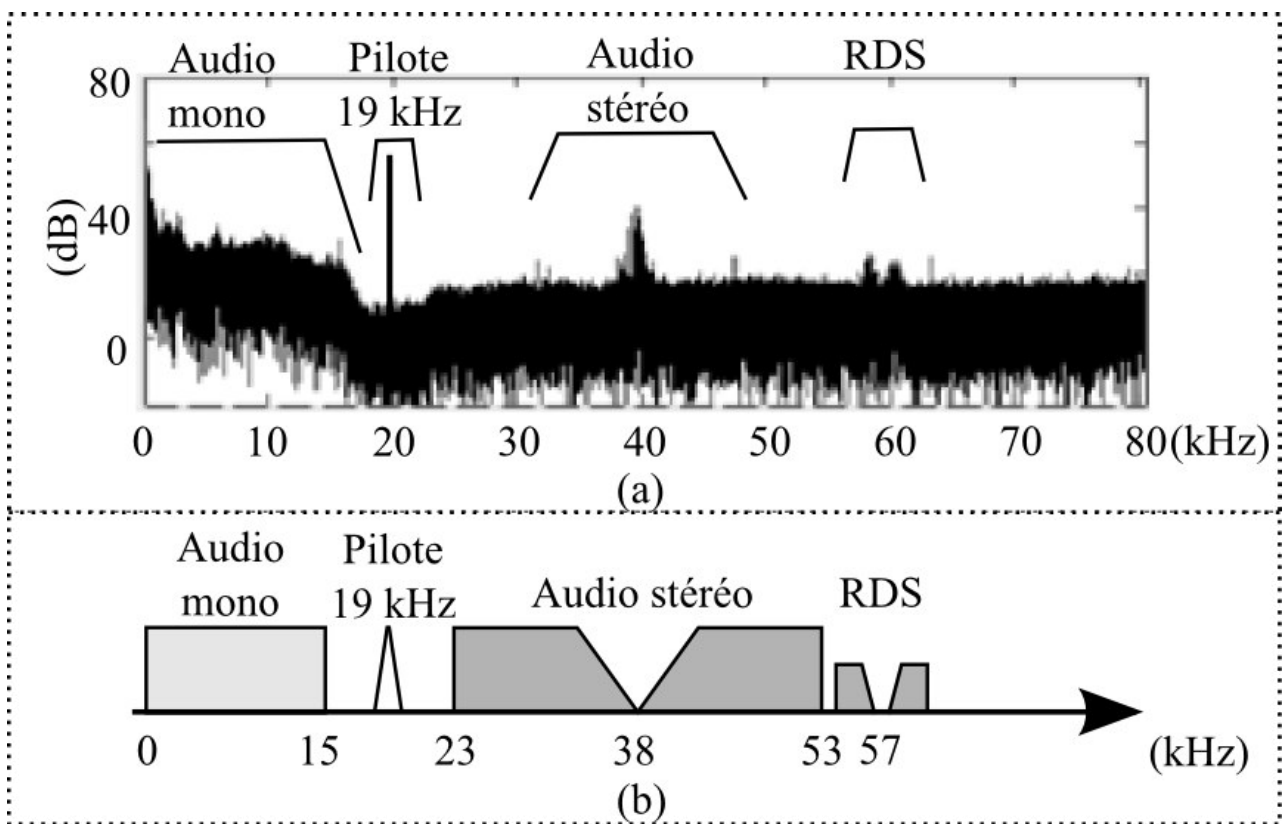 Audio Pilote Audio RDS
mono 19 kHz stéréo
80
40
0
(dB)
0 10 20 30 40 50 60 70 80 (kHz)
(a)
Audio Pilote
mono 19 kHz Audio stéréo RDS
0 15 23 38 53 57 (kHz)
(b)